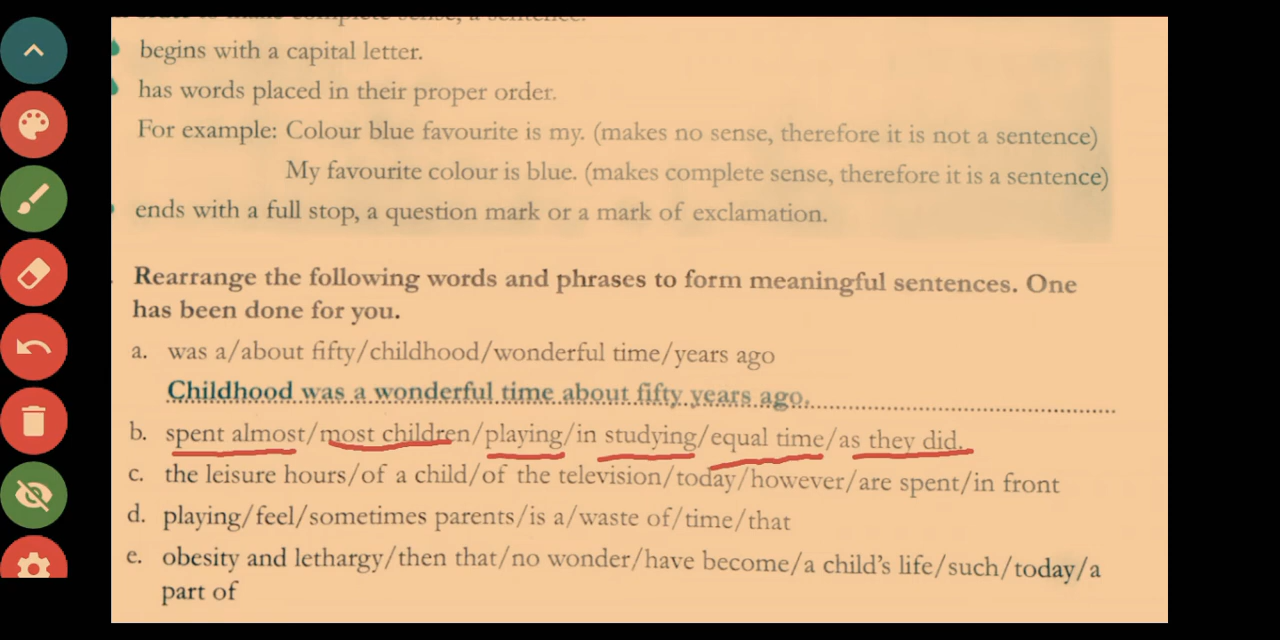 order to make complete sense, a sentence:
begins with a capital letter.
has words placed in their proper order.
For example: Colour blue favourite is my. (makes no sense, therefore it is not a sentence)
My favourite colour is blue. (makes complete sense, therefore it is a sentence)
ends with a full stop, a question mark or a mark of exclamation.
Rearrange the following words and phrases to form meaningful sentences. One
has been done for you.
a. was a/about fifty/childhood/wonderful time/years ago
Childhood was a wonderful time about fifty years ago.
b. spent almost/most children/playing/in studying/equal time/as they did.
c. the leisure hours/of a child/of the television/today/however/are spent/in front
d. playing/feel/sometimes parents/is a/waste of/time/that
e. obesity and lethargy/then that/no wonder/have become/a child's life/such/today/a
part of